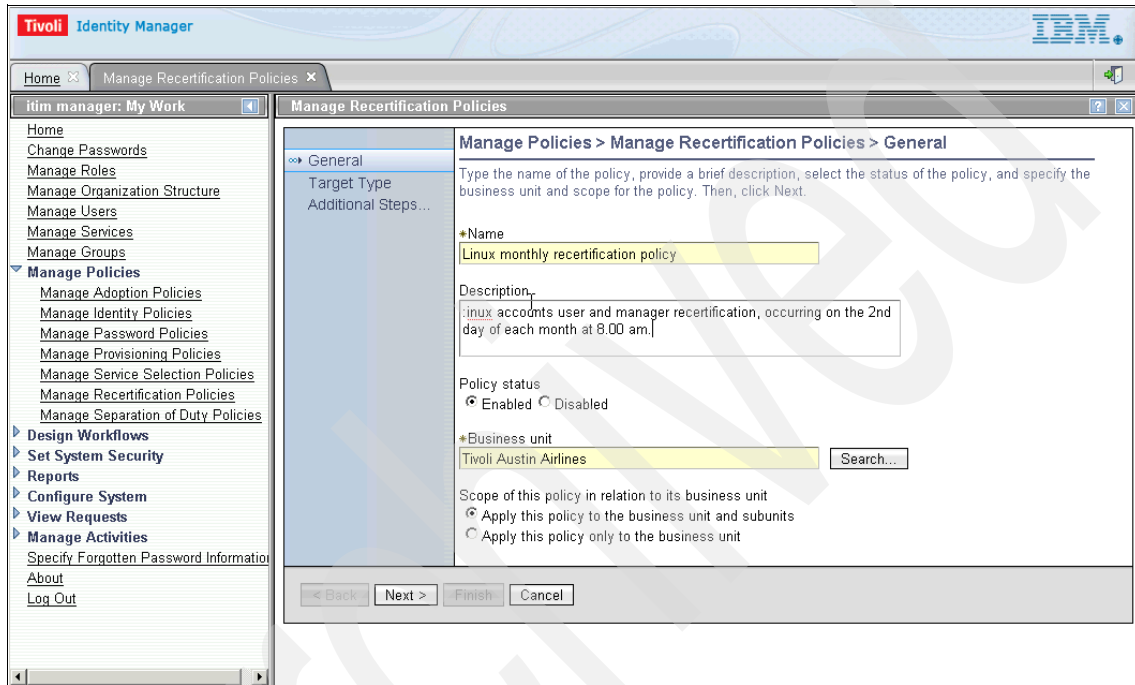 Tivoli Identity Manager
IBM.
Home
Manage Recertification Policies
itim manager: My Work
Home
Change Passwords
Manage Roles
Manage Organization Structure
Manage Users
Manage Services
Manage Groups
Manage Policies
Manage Adoption Policies
Manage Identity Policies
Manage Password Policies
Manage Provisioning Policies
Manage Service Selection Policies
Manage Recertification Policies
Manage Separation of Duty Policies
Design Workflows
Set System Security
Reports
Configure System
View Requests
Manage Activities
Specify Forgotten Password Information
About
Log Out
Manage Recertification Policies
General
Target Type
Additional Steps...
Manage Policies > Manage Recertification Policies > General
Type the name of the policy, provide a brief description, select the status of the policy, and specify the
business unit and scope for the policy. Then, click Next.
*Name
Linux monthly recertification policy
Description
:inux accounts user and manager recertification, occurring on the 2nd
day of each month at 8.00 am.
Policy status
Enabled Disabled
*Business unit
Tivoli Austin Airlines
Search...
Scope of this policy in relation to its business unit
Apply this policy to the business unit and subunits
Apply this policy only to the business unit
< Back Next > Finish Cancel